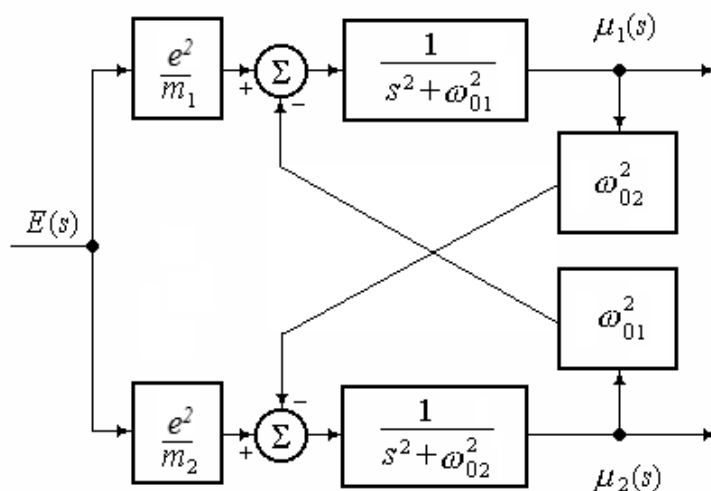 μ₁(s)
e²/m₁
+
Σ
−
1/(s²+ω₀₁²)
ω₀₂²
E(s)
ω₀₁²
e²/m₂
+
Σ
−
1/(s²+ω₀₂²)
μ₂(s)